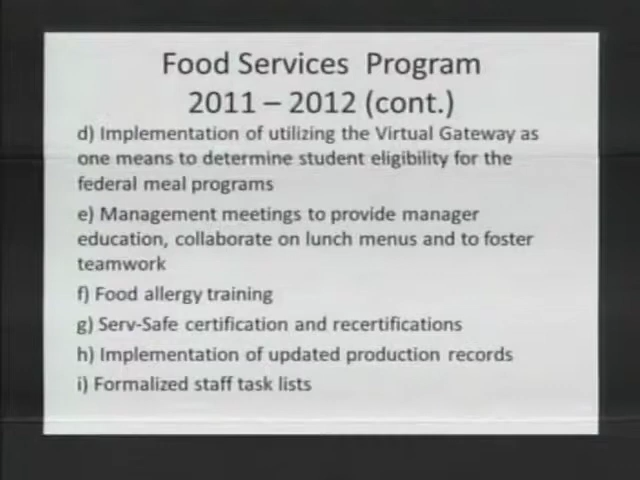 Food Services Program
2011 – 2012 (cont.)
d) Implementation of utilizing the Virtual Gateway as
one means to determine student eligibility for the
federal meal programs
e) Management meetings to provide manager
education, collaborate on lunch menus and to foster
teamwork
f) Food allergy training
g) Serv-Safe certification and recertifications
h) Implementation of updated production records
i) Formalized staff task lists